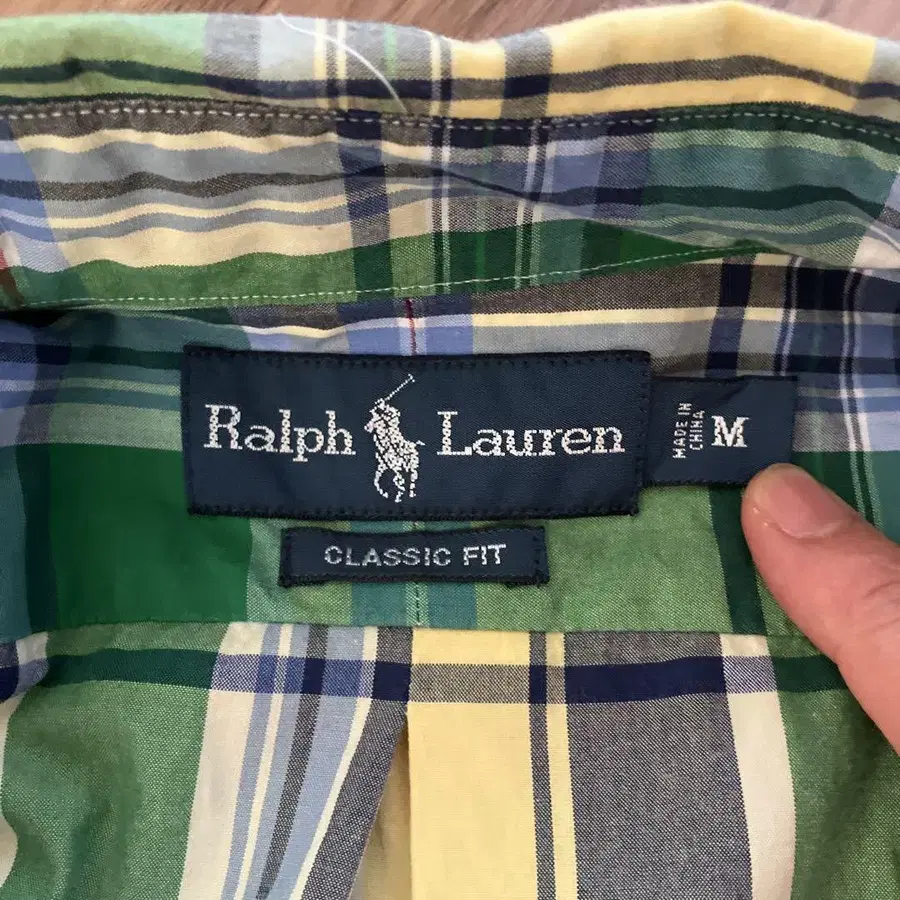 Ralph Lauren
MADE IN
CHINA
M
CLASSIC FIT